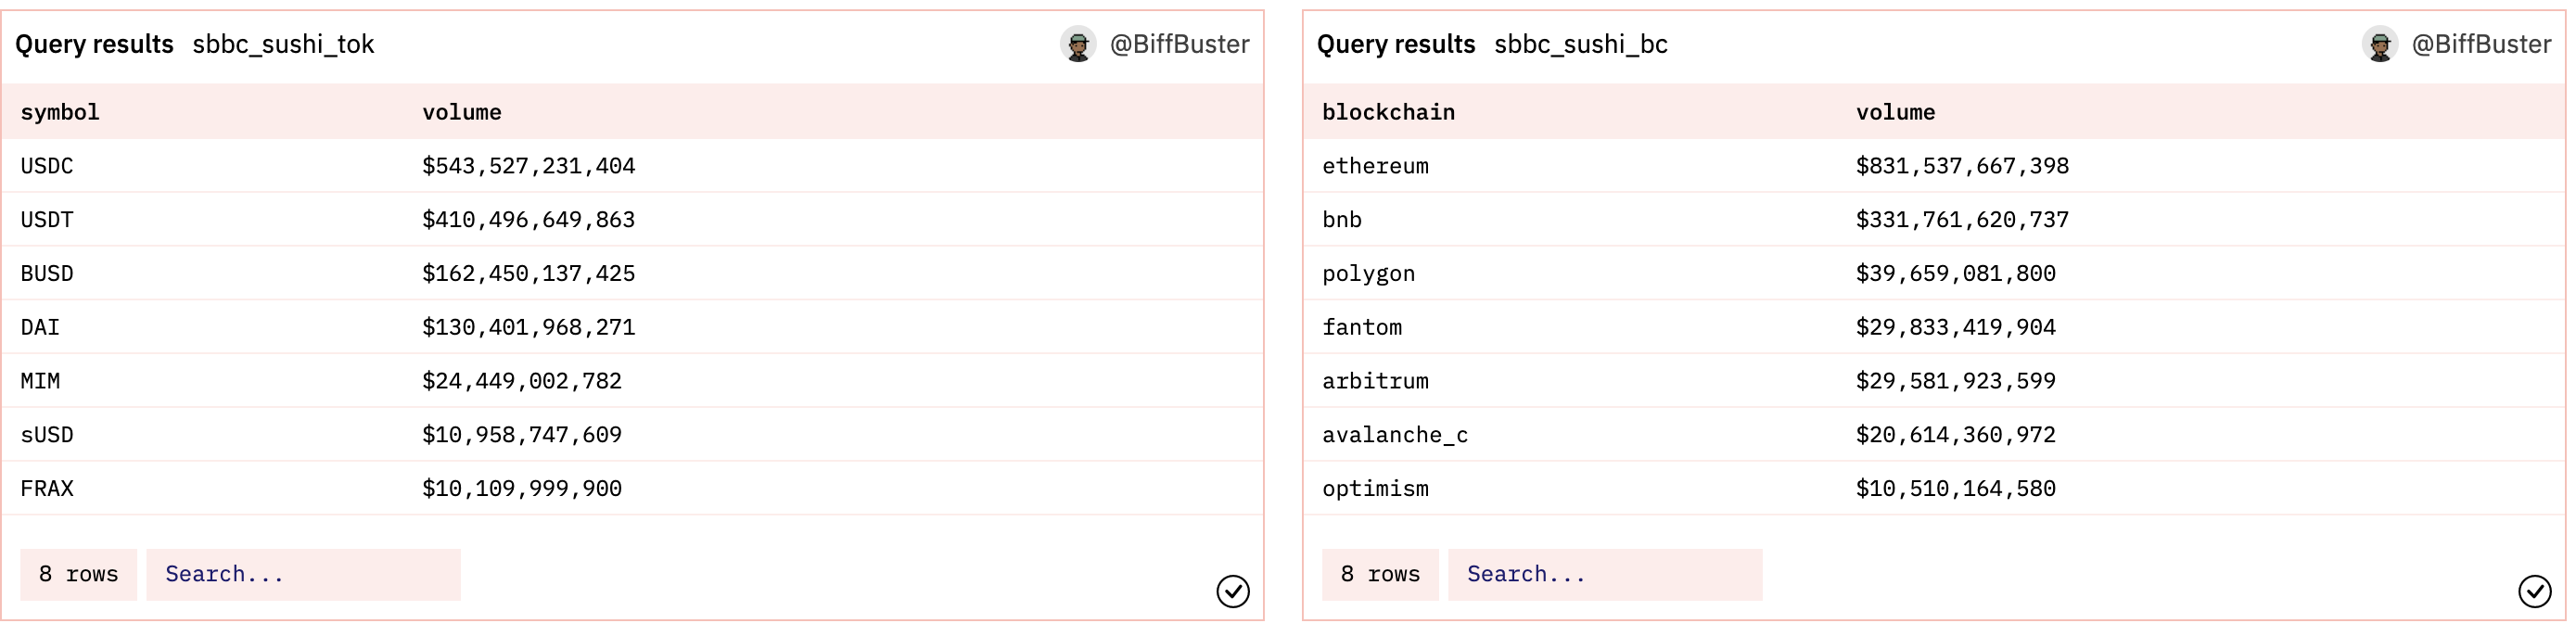 Query results sbbc_sushi_tok @BiffBuster
symbol volume
USDC $543,527,231,404
USDT $410,496,649,863
BUSD $162,450,137,425
DAI $130,401,968,271
MIM $24,449,002,782
sUSD $10,958,747,609
FRAX $10,109,999,900
8 rows Search...
Query results sbbc_sushi_bc @BiffBuster
blockchain volume
ethereum $831,537,667,398
bnb $331,761,620,737
polygon $39,659,081,800
fantom $29,833,419,904
arbitrum $29,581,923,599
avalanche_c $20,614,360,972
optimism $10,510,164,580
8 rows Search...